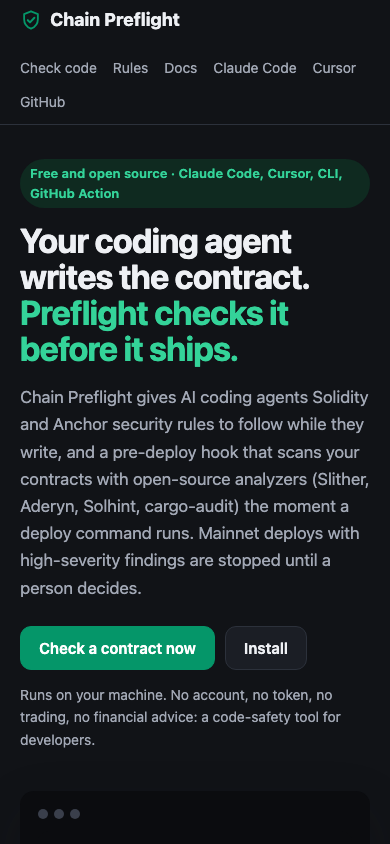 Chain Preflight
Check code Rules Docs Claude Code Cursor
GitHub
Free and open source · Claude Code, Cursor, CLI,
GitHub Action
Your coding agent
writes the contract.
Preflight checks it
before it ships.
Chain Preflight gives AI coding agents Solidity
and Anchor security rules to follow while they
write, and a pre-deploy hook that scans your
contracts with open-source analyzers (Slither,
Aderyn, Solhint, cargo-audit) the moment a
deploy command runs. Mainnet deploys with
high-severity findings are stopped until a
person decides.
Check a contract now Install
Runs on your machine. No account, no token, no
trading, no financial advice: a code-safety tool for
developers.